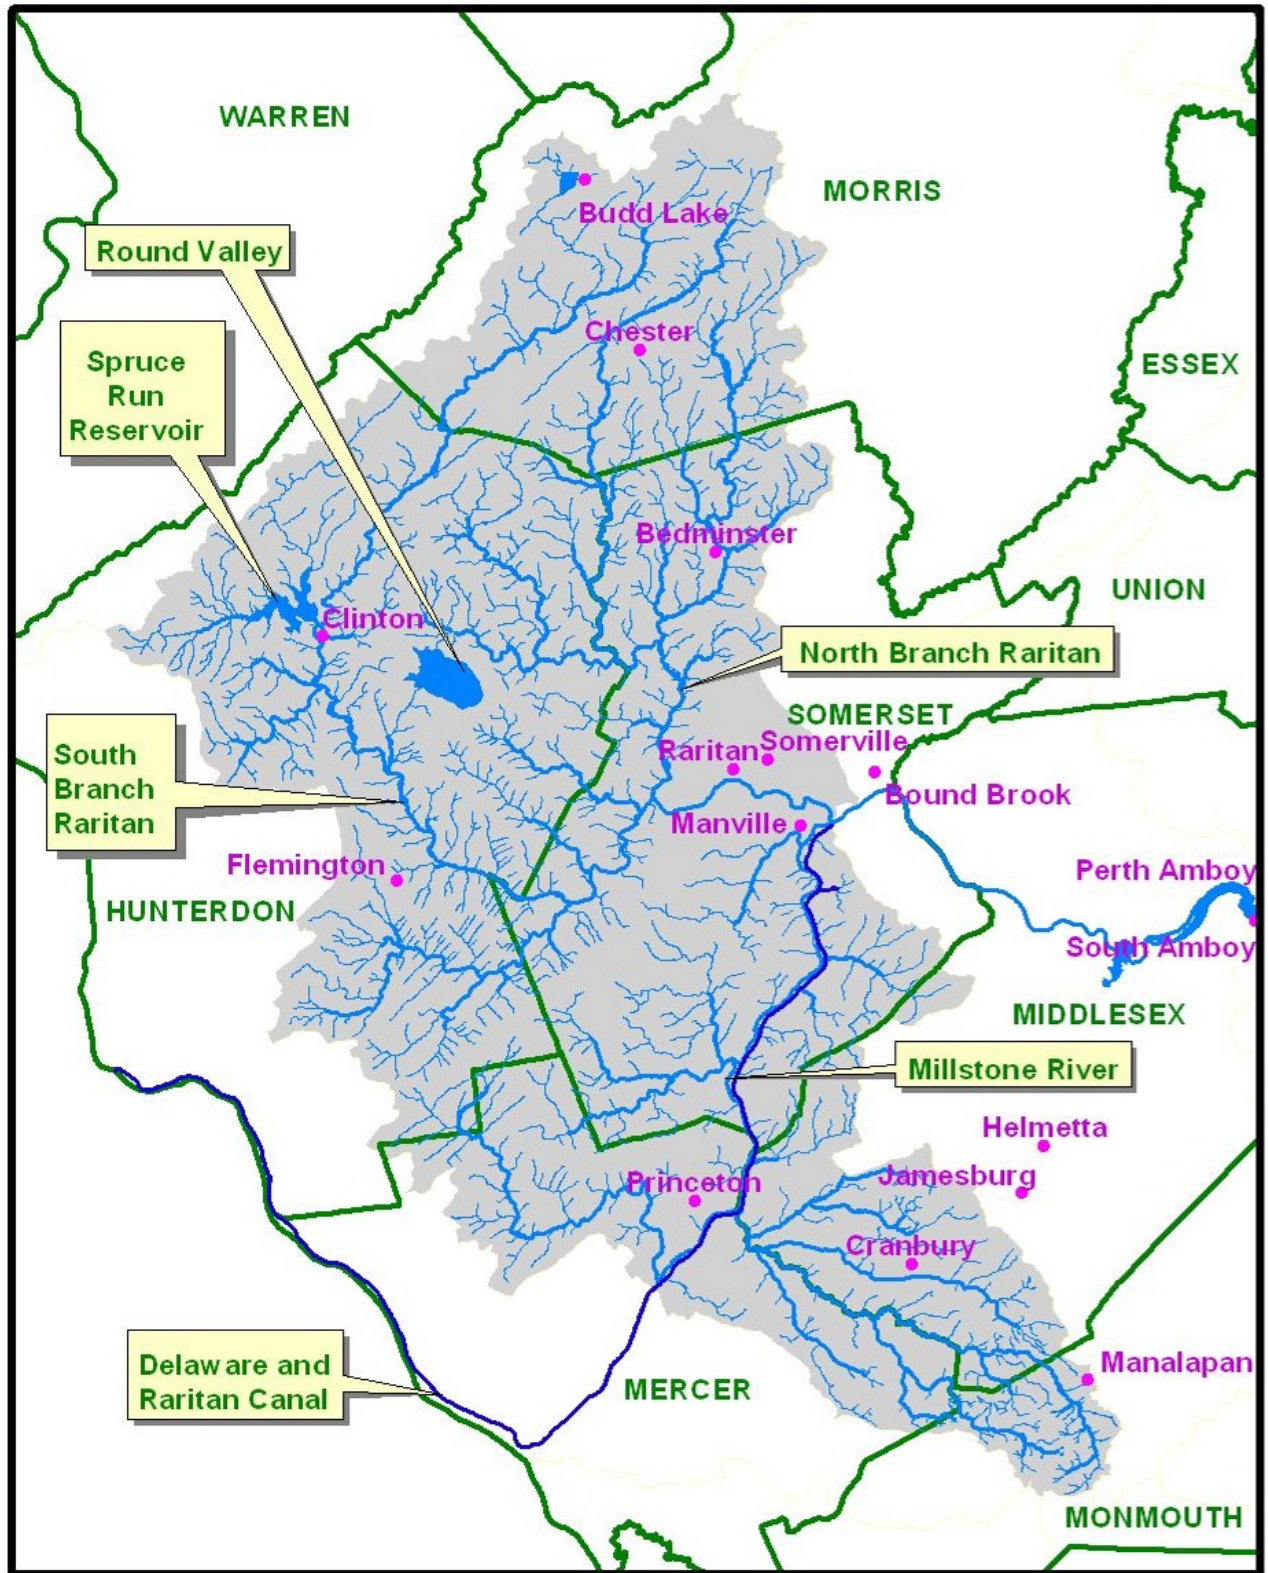 WARREN
MORRIS
Budd Lake
Round Valley
Chester
Spruce
Run
Reservoir
ESSEX
Bedminster
UNION
Clinton
North Branch Raritan
SOMERSET
Raritan
Somerville
South
Branch
Raritan
Bound Brook
Manville
Flemington
Perth Amboy
HUNTERDON
South Amboy
MIDDLESEX
Millstone River
Helmetta
Princeton
Jamesburg
Cranbury
Delaware and
Raritan Canal
Manalapan
MERCER
MONMOUTH